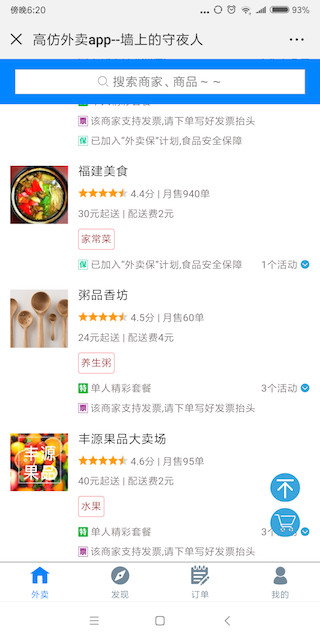 傍晚6:20
93%
高仿外卖app--墙上的守夜人
搜索商家、商品~~
该商家支持发票,请下单写好发票抬头
保 已加入“外卖保”计划,食品安全保障
福建美食
4.4分 | 月售940单
30元起送 | 配送费2元
家常菜
保 已加入“外卖保”计划,食品安全保障 1个活动
粥品香坊
4.5分 | 月售60单
24元起送 | 配送费4元
养生粥
特 单人精彩套餐 3个活动
票 该商家支持发票,请下单写好发票抬头
丰源果品大卖场
丰洋
果品
4.6分 | 月售95单
40元起送 | 配送费2元
水果
特 单人精彩套餐 3个活动
票 该商家支持发票,请下单写好发票抬头
外卖 发现 订单 我的